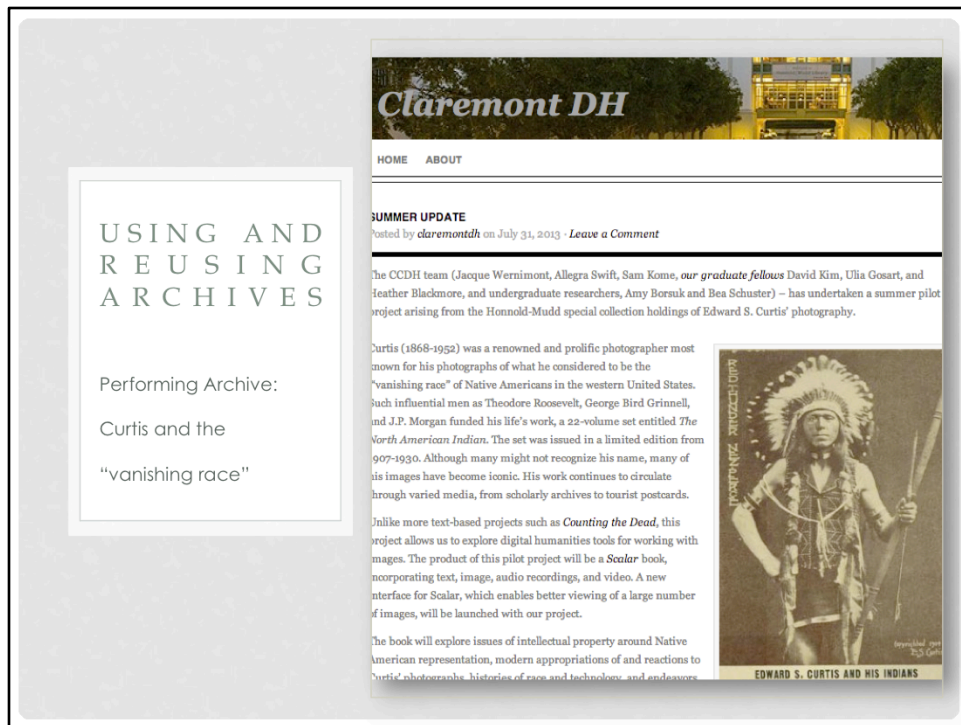 USING AND
REUSING
ARCHIVES
Performing Archive:
Curtis and the
“vanishing race”
Claremont DH
HOME ABOUT
SUMMER UPDATE
Posted by claremontdh on July 31, 2013 · Leave a Comment
The CCDH team (Jacque Wernimont, Allegra Swift, Sam Kome, our graduate fellows David Kim, Ulia Gosart, and
Heather Blackmore, and undergraduate researchers, Amy Borsuk and Bea Schuster) – has undertaken a summer pilot
project arising from the Honnold-Mudd special collection holdings of Edward S. Curtis’ photography.
Curtis (1868-1952) was a renowned and prolific photographer most
known for his photographs of what he considered to be the
“vanishing race” of Native Americans in the western United States.
Such influential men as Theodore Roosevelt, George Bird Grinnell,
and J.P. Morgan funded his life’s work, a 22-volume set entitled The
North American Indian. The set was issued in a limited edition from
1907-1930. Although many might not recognize his name, many of
his images have become iconic. His work continues to circulate
through varied media, from scholarly archives to tourist postcards.
Unlike more text-based projects such as Counting the Dead, this
project allows us to explore digital humanities tools for working with
images. The product of this pilot project will be a Scalar book,
incorporating text, image, audio recordings, and video. A new
interface for Scalar, which enables better viewing of a large number
of images, will be launched with our project.
The book will explore issues of intellectual property around Native
American representation, modern appropriations of and reactions to
Curtis’ photographs, histories of race and technology, and endeavors
EDWARD S. CURTIS AND HIS INDIANS